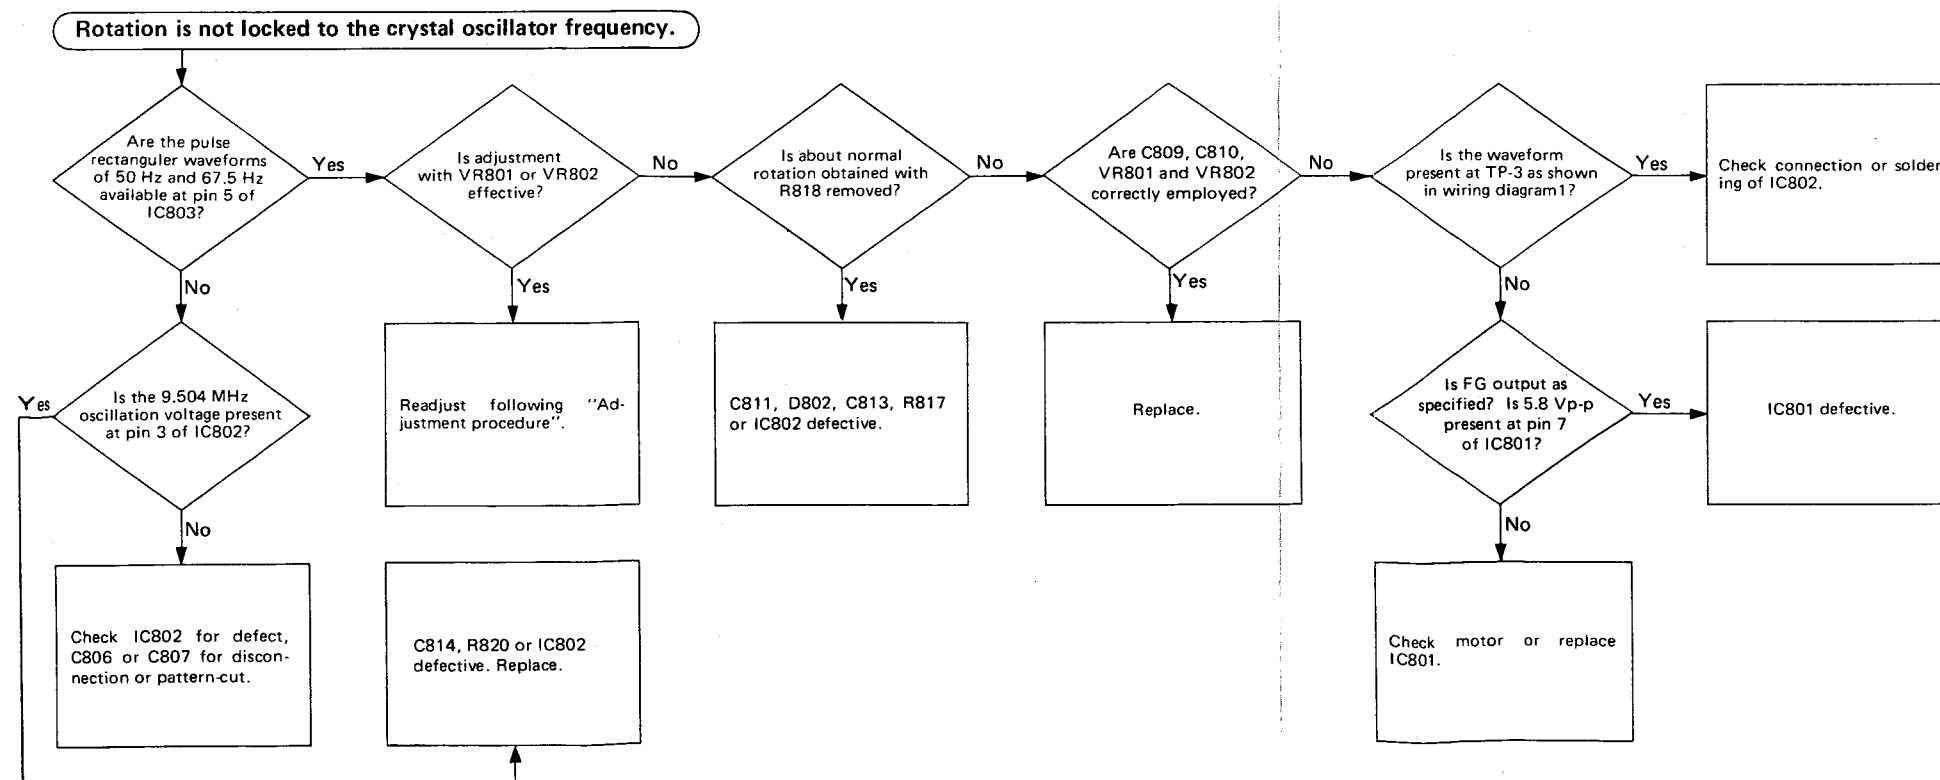 Rotation is not locked to the crystal oscillator frequency.
Are the pulse
rectanguler waveforms
of 50 Hz and 67.5 Hz
available at pin 5 of
IC803?
Yes
Is adjustment
with VR801 or VR802
effective?
No
Is about normal
rotation obtained with
R818 removed?
No
Are C809, C810,
VR801 and VR802
correctly employed?
No
Is the waveform
present at TP-3 as shown
in wiring diagram1?
Yes
Check connection or solder
ing of IC802.
No
Yes
Yes
Yes
No
Yes
Is the 9.504 MHz
oscillation voltage present
at pin 3 of IC802?
Readjust following "Ad-
justment procedure".
C811, D802, C813, R817
or IC802 defective.
Replace.
Is FG output as
specified? Is 5.8 Vp-p
present at pin 7
of IC801?
Yes
IC801 defective.
No
No
Check IC802 for defect,
C806 or C807 for discon-
nection or pattern-cut.
C814, R820 or IC802
defective. Replace.
Check motor or replace
IC801.